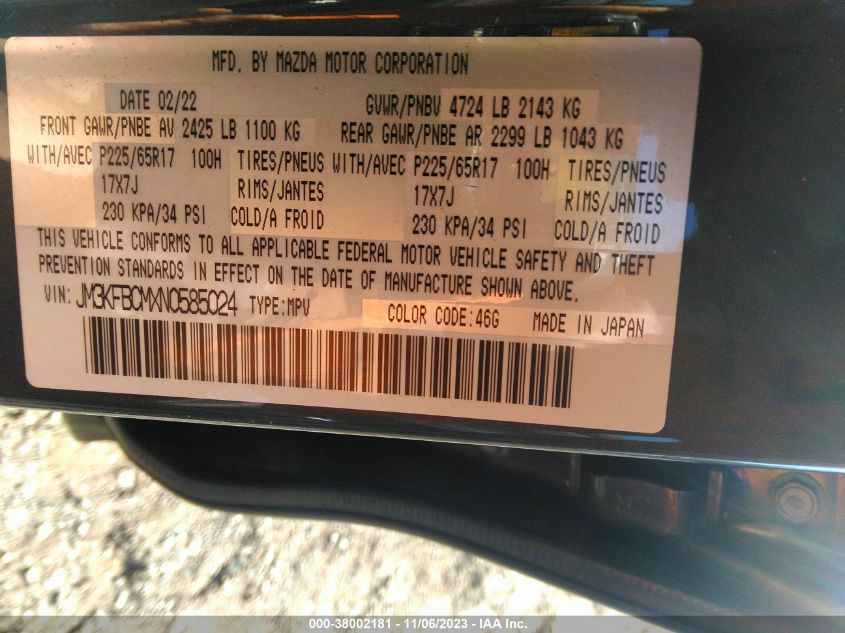 MFD. BY MAZDA MOTOR CORPORATION
DATE 02/22 GVWR/PNBV 4724 LB 2143 KG
FRONT GAWR/PNBE AV 2425 LB 1100 KG REAR GAWR/PNBE AR 2299 LB 1043 KG
WITH/AVEC P225/65R17 100H TIRES/PNEUS WITH/AVEC P225/65R17 100H TIRES/PNEUS
17X7J RIMS/JANTES 17X7J RIMS/JANTES
230 KPA/34 PSI COLD/A FROID 230 KPA/34 PSI COLD/A FROID
THIS VEHICLE CONFORMS TO ALL APPLICABLE FEDERAL MOTOR VEHICLE SAFETY AND THEFT
PREVENTION STANDARDS IN EFFECT ON THE DATE OF MANUFACTURE SHOWN ABOVE.
VIN: JM3KFBCMXN0585024 TYPE:MPV COLOR CODE:46G MADE IN JAPAN
000-38002181 - 11/06/2023 - IAA Inc.